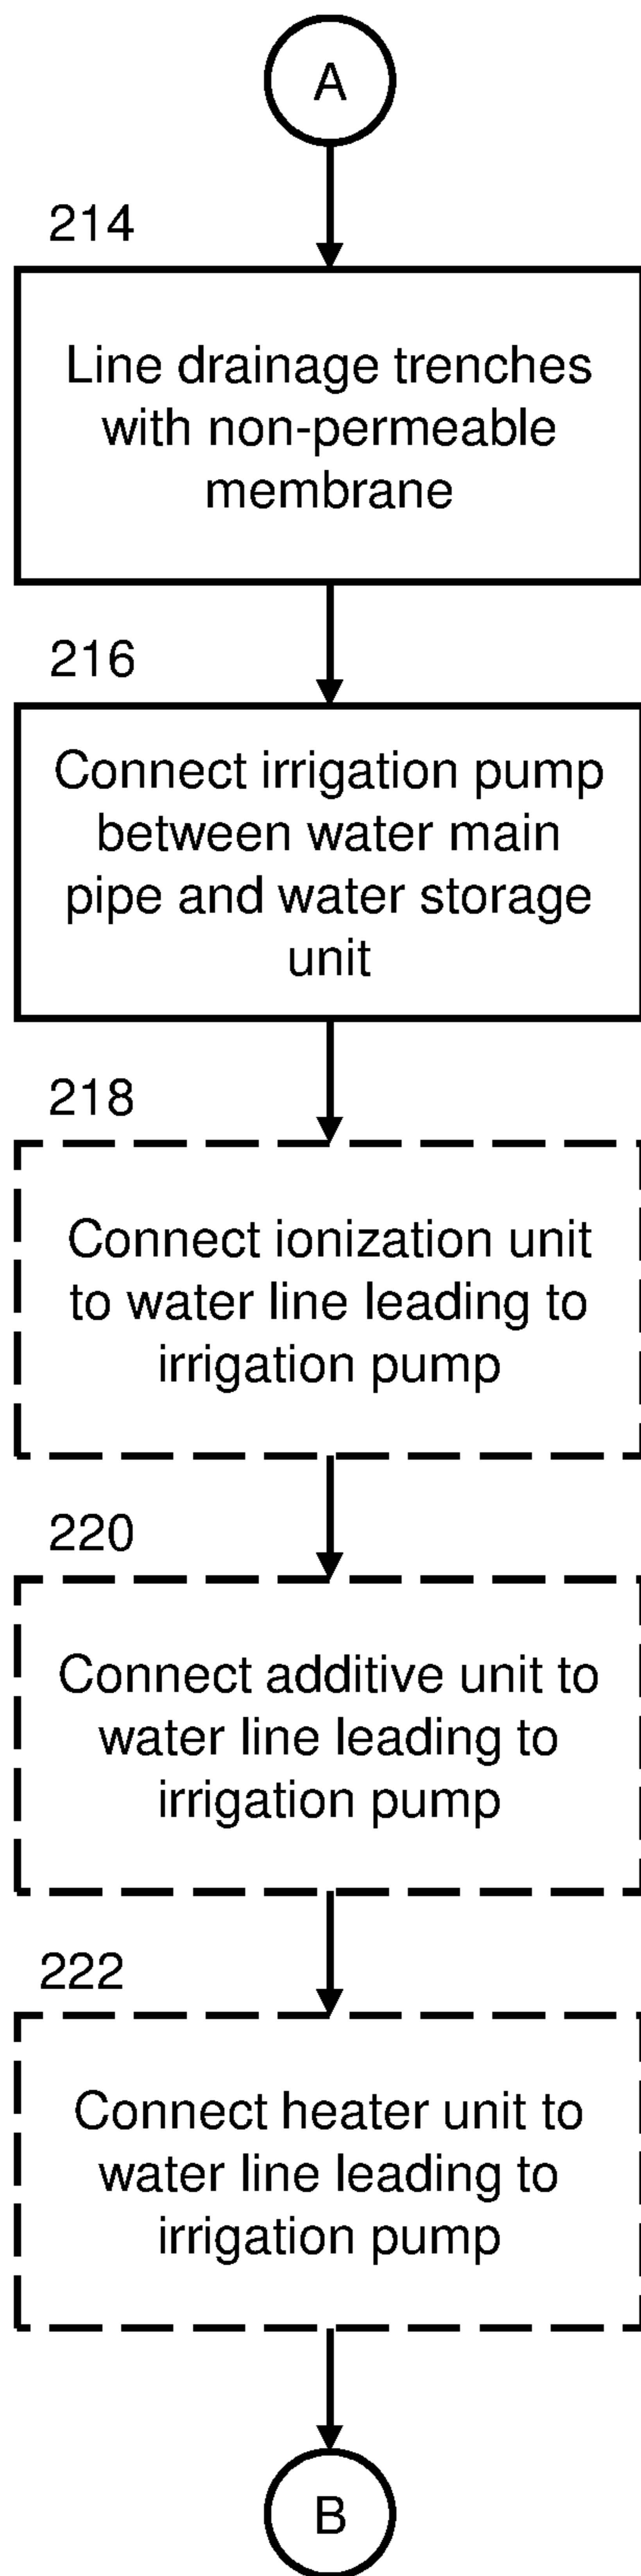 A
214
Line drainage trenches
with non-permeable
membrane
216
Connect irrigation pump
between water main
pipe and water storage
unit
218
Connect ionization unit
to water line leading to
irrigation pump
220
Connect additive unit to
water line leading to
irrigation pump
222
Connect heater unit to
water line leading to
irrigation pump
B